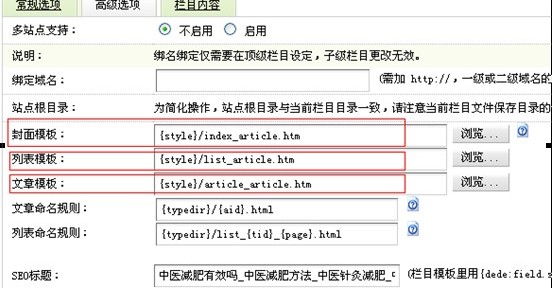 常规选项 高级选项 栏目内容
多站点支持： 不启用 启用
说明： 绑名绑定仅需要在顶级栏目设定，子级栏目更改无效。
绑定域名： (需加 http://，一级或二级域名的
站点根目录： 为简化操作，站点根目录与当前栏目目录一致，请注意当前栏目文件保存目录的
封面模板： {style}/index_article.htm 浏览...
列表模板： {style}/list_article.htm 浏览...
文章模板： {style}/article_article.htm 浏览...
文章命名规则： {typedir}/{aid}.html
列表命名规则： {typedir}/list_{tid}_{page}.html
SEO标题： 中医减肥有效吗_中医减肥方法_中医针灸减肥_ (栏目模板里用{dede:field.s